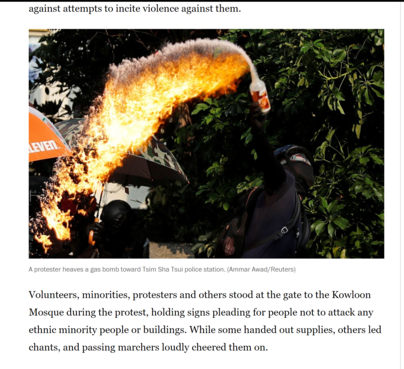 against attempts to incite violence against them.
LEVEN.
A protester heaves a gas bomb toward Tsim Sha Tsui police station. (Ammar Awad/Reuters)
Volunteers, minorities, protesters and others stood at the gate to the Kowloon
Mosque during the protest, holding signs pleading for people not to attack any
ethnic minority people or buildings. While some handed out supplies, others led
chants, and passing marchers loudly cheered them on.